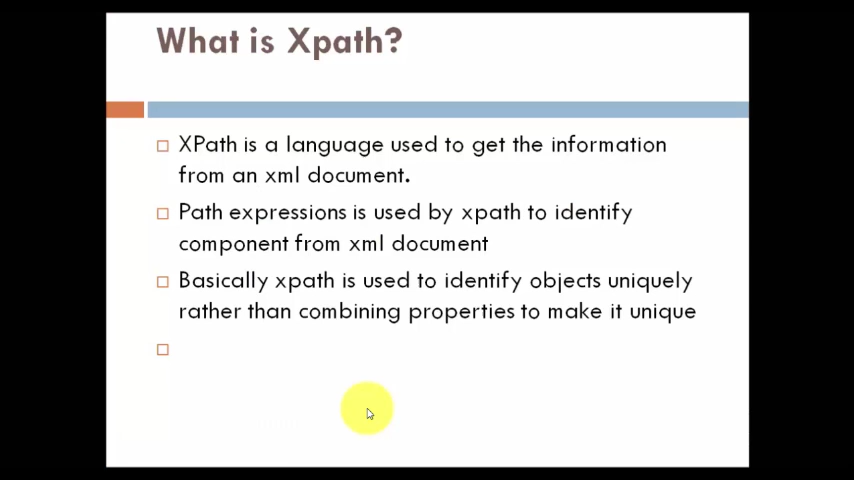 What is Xpath?
XPath is a language used to get the information
from an xml document.
Path expressions is used by xpath to identify
component from xml document
Basically xpath is used to identify objects uniquely
rather than combining properties to make it unique